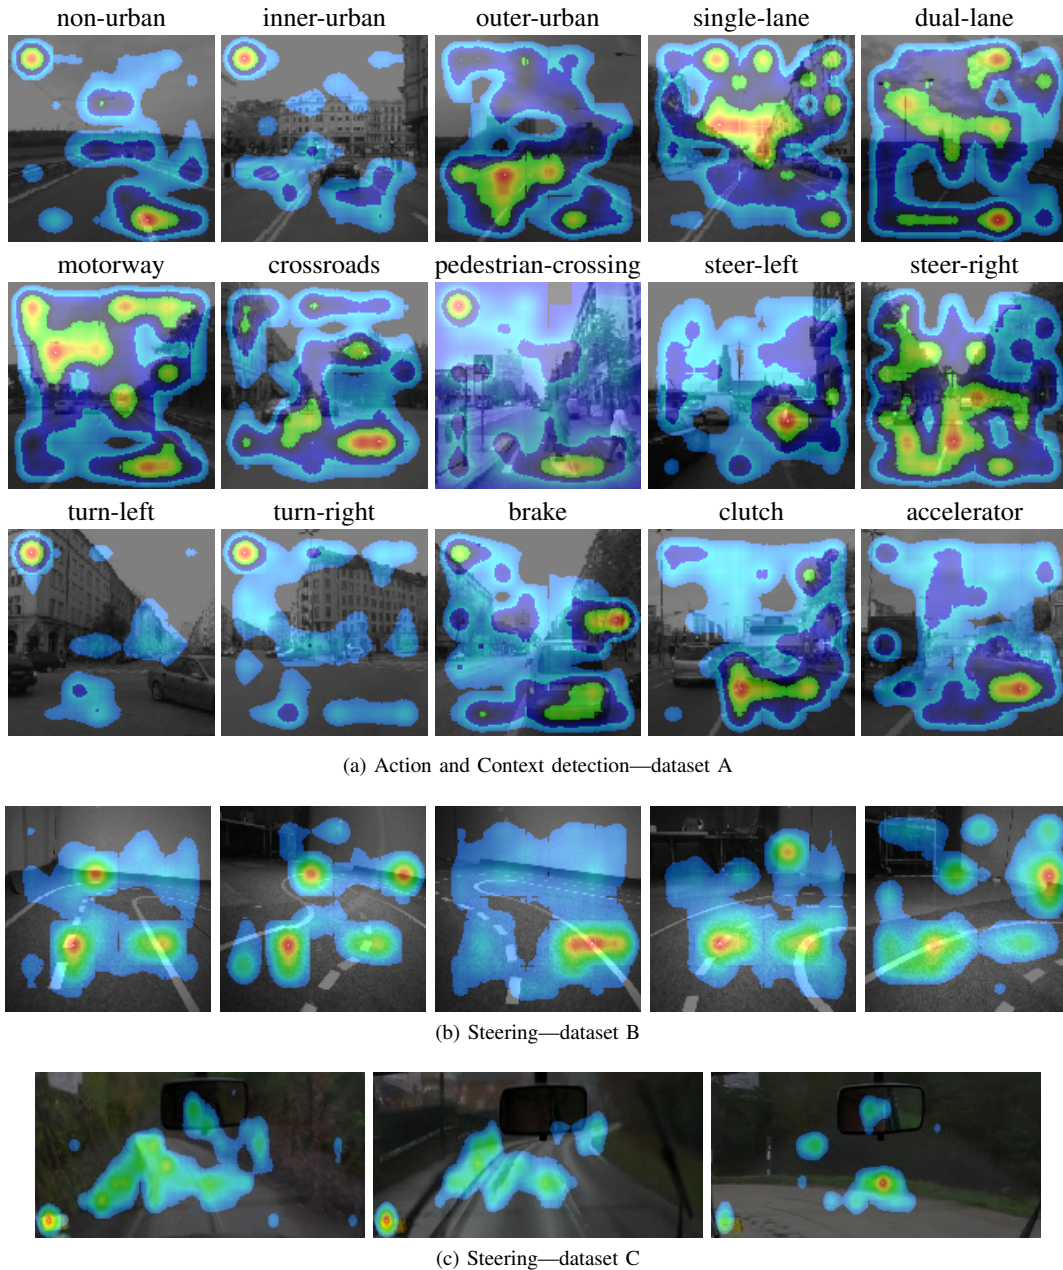 non-urban inner-urban outer-urban single-lane dual-lane
motorway crossroads pedestrian-crossing steer-left steer-right
turn-left turn-right brake clutch accelerator
(a) Action and Context detection—dataset A
(b) Steering—dataset B
(c) Steering—dataset C